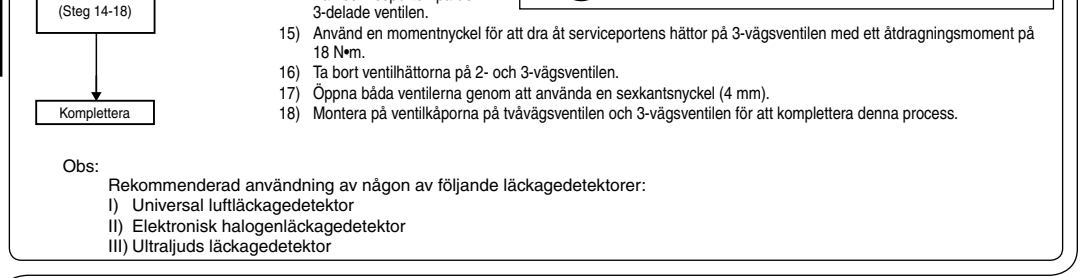 (Steg 14-18)
3-delade ventilen.
15) Använd en momentnyckel för att dra åt serviceportens hättor på 3-vägsventilen med ett åtdragningsmoment på
18 N•m.
16) Ta bort ventilhättorna på 2- och 3-vägsventilen.
17) Öppna båda ventilerna genom att använda en sexkantsnyckel (4 mm).
18) Montera på ventilkåporna på tvåvägsventilen och 3-vägsventilen för att komplettera denna process.
Komplettera
Obs:
Rekommenderad användning av någon av följande läckagedetektorer:
I) Universal luftläckagedetektor
II) Elektronisk halogenläckagedetektor
III) Ultraljuds läckagedetektor